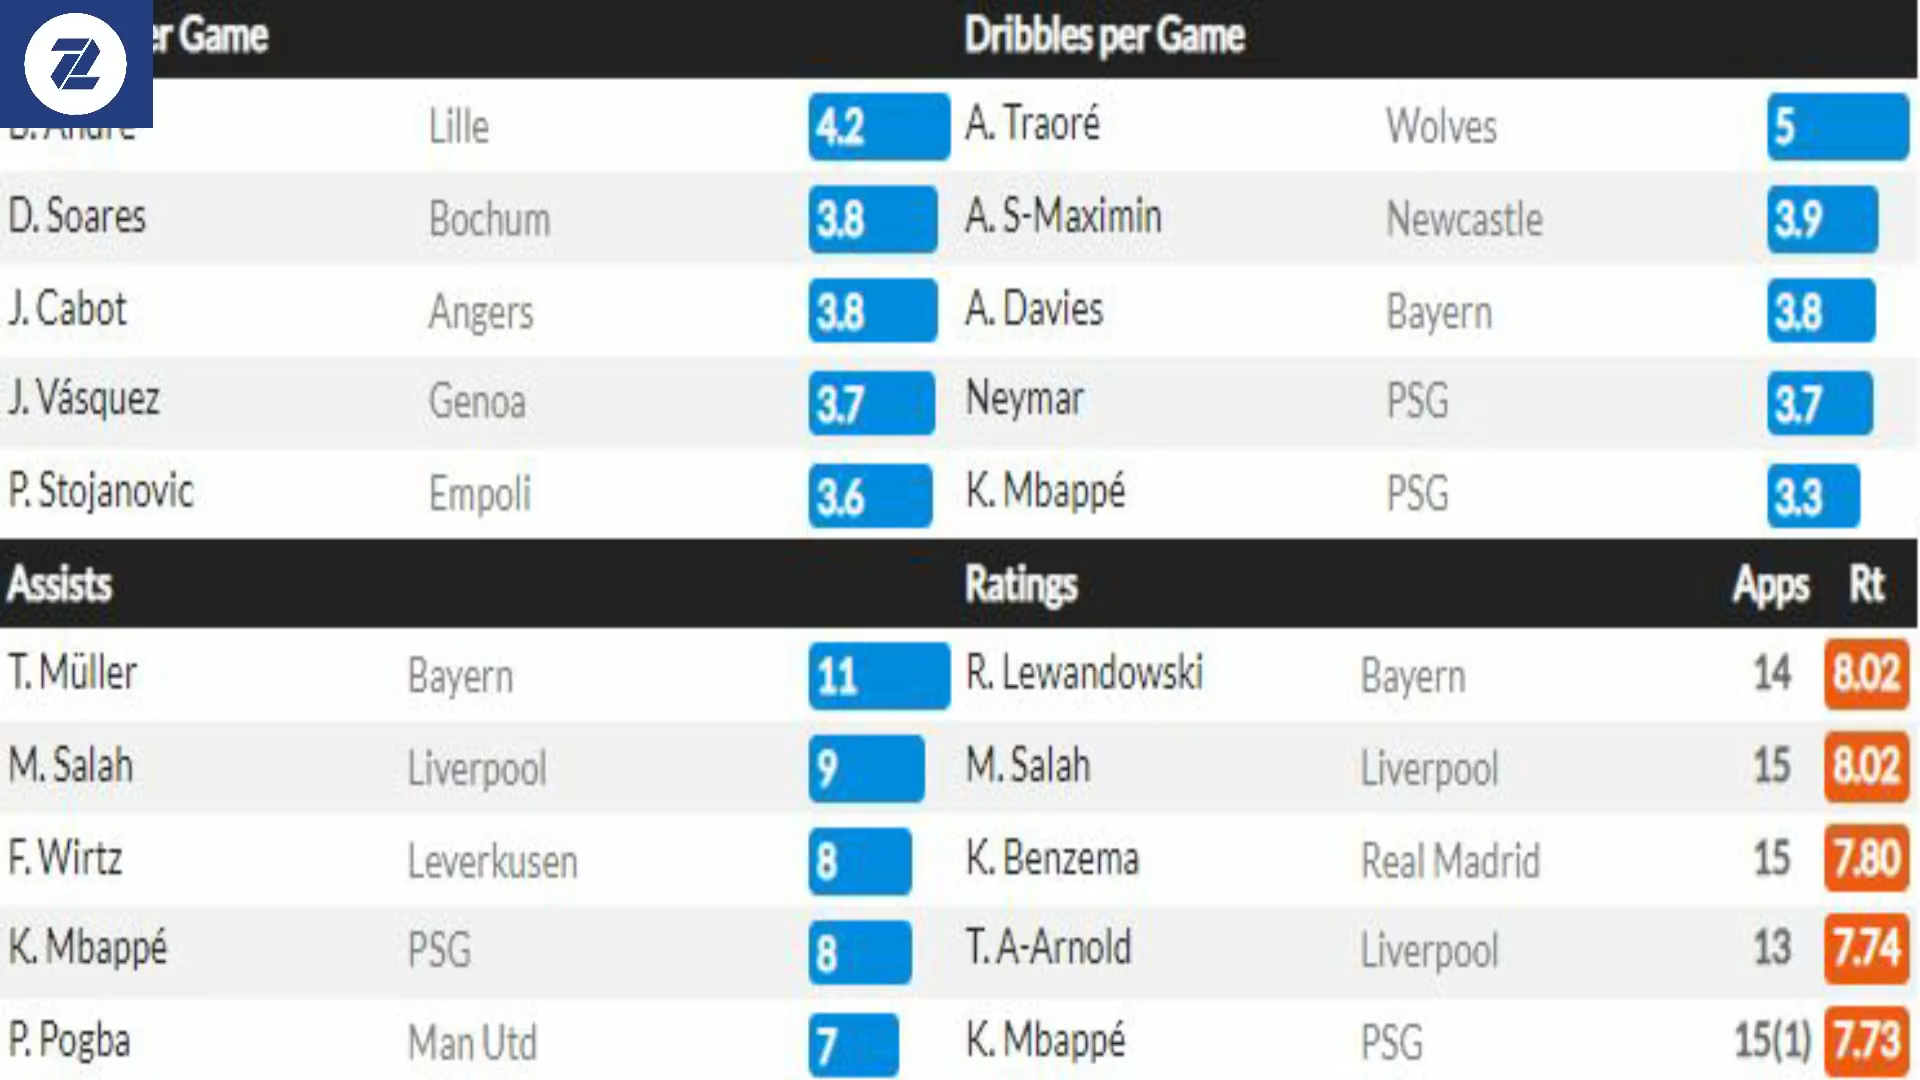 er Game
Lille 4.2
D. Soares Bochum 3.8
J. Cabot Angers 3.8
J. Vásquez Genoa 3.7
P. Stojanovic Empoli 3.6
Dribbles per Game
A. Traoré Wolves 5
A. S-Maximin Newcastle 3.9
A. Davies Bayern 3.8
Neymar PSG 3.7
K. Mbappé PSG 3.3
Assists
T. Müller Bayern 11
M. Salah Liverpool 9
F. Wirtz Leverkusen 8
K. Mbappé PSG 8
P. Pogba Man Utd 7
Ratings Apps Rt
R. Lewandowski Bayern 14 8.02
M. Salah Liverpool 15 8.02
K. Benzema Real Madrid 15 7.80
T. A-Arnold Liverpool 13 7.74
K. Mbappé PSG 15(1) 7.73